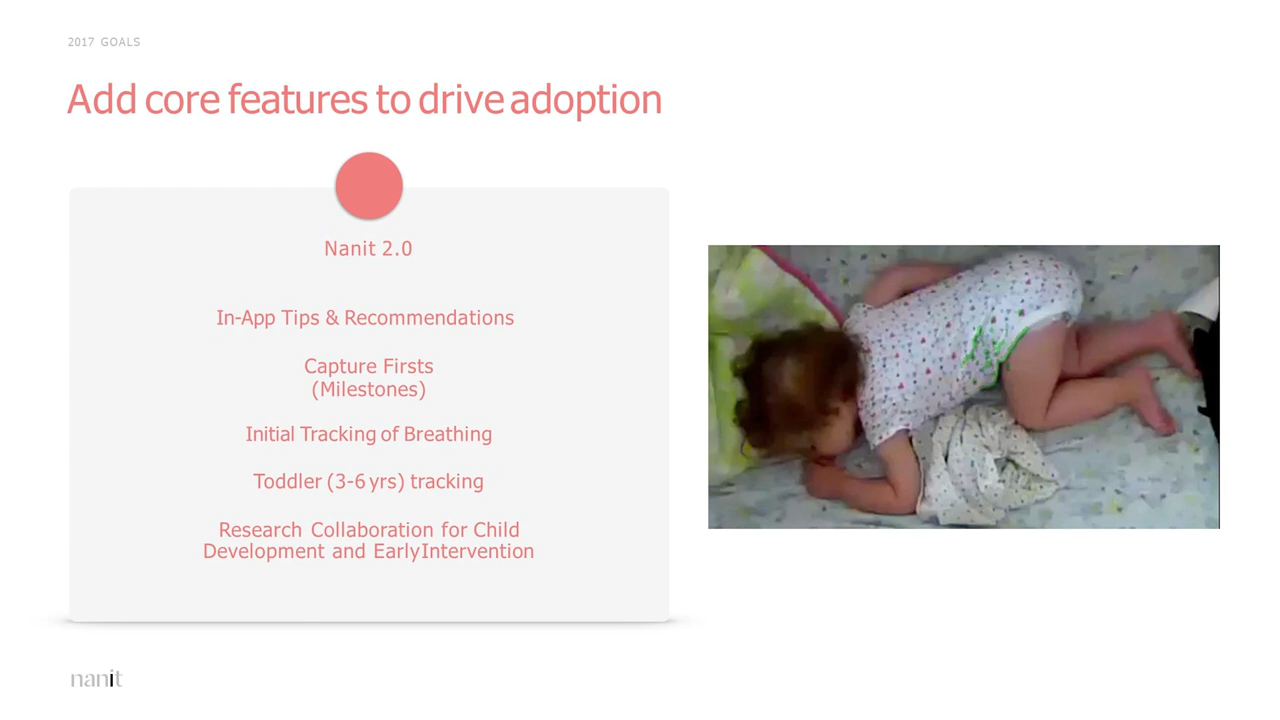 2017 GOALS
Add core features to drive adoption
Nanit 2.0
In-App Tips & Recommendations
Capture Firsts
(Milestones)
Initial Tracking of Breathing
Toddler (3-6 yrs) tracking
Research Collaboration for Child
Development and Early Intervention
nanit